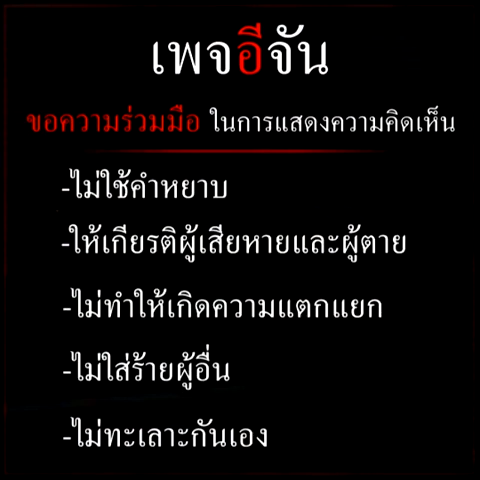 เพจอีจัน
ขอความร่วมมือ ในการแสดงความคิดเห็น
-ไม่ใช้คำหยาบ
-ให้เกียรติผู้เสียหายและผู้ตาย
-ไม่ทำให้เกิดความแตกแยก
-ไม่ใส่ร้ายผู้อื่น
-ไม่ทะเลาะกันเอง